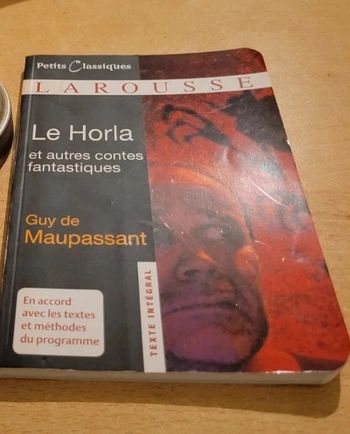 Petits Classiques
LAROUSSE
Le Horla
et autres contes
fantastiques
Guy de
Maupassant
En accord
avec les textes
et méthodes
du programme
TEXTE INTÉGRAL